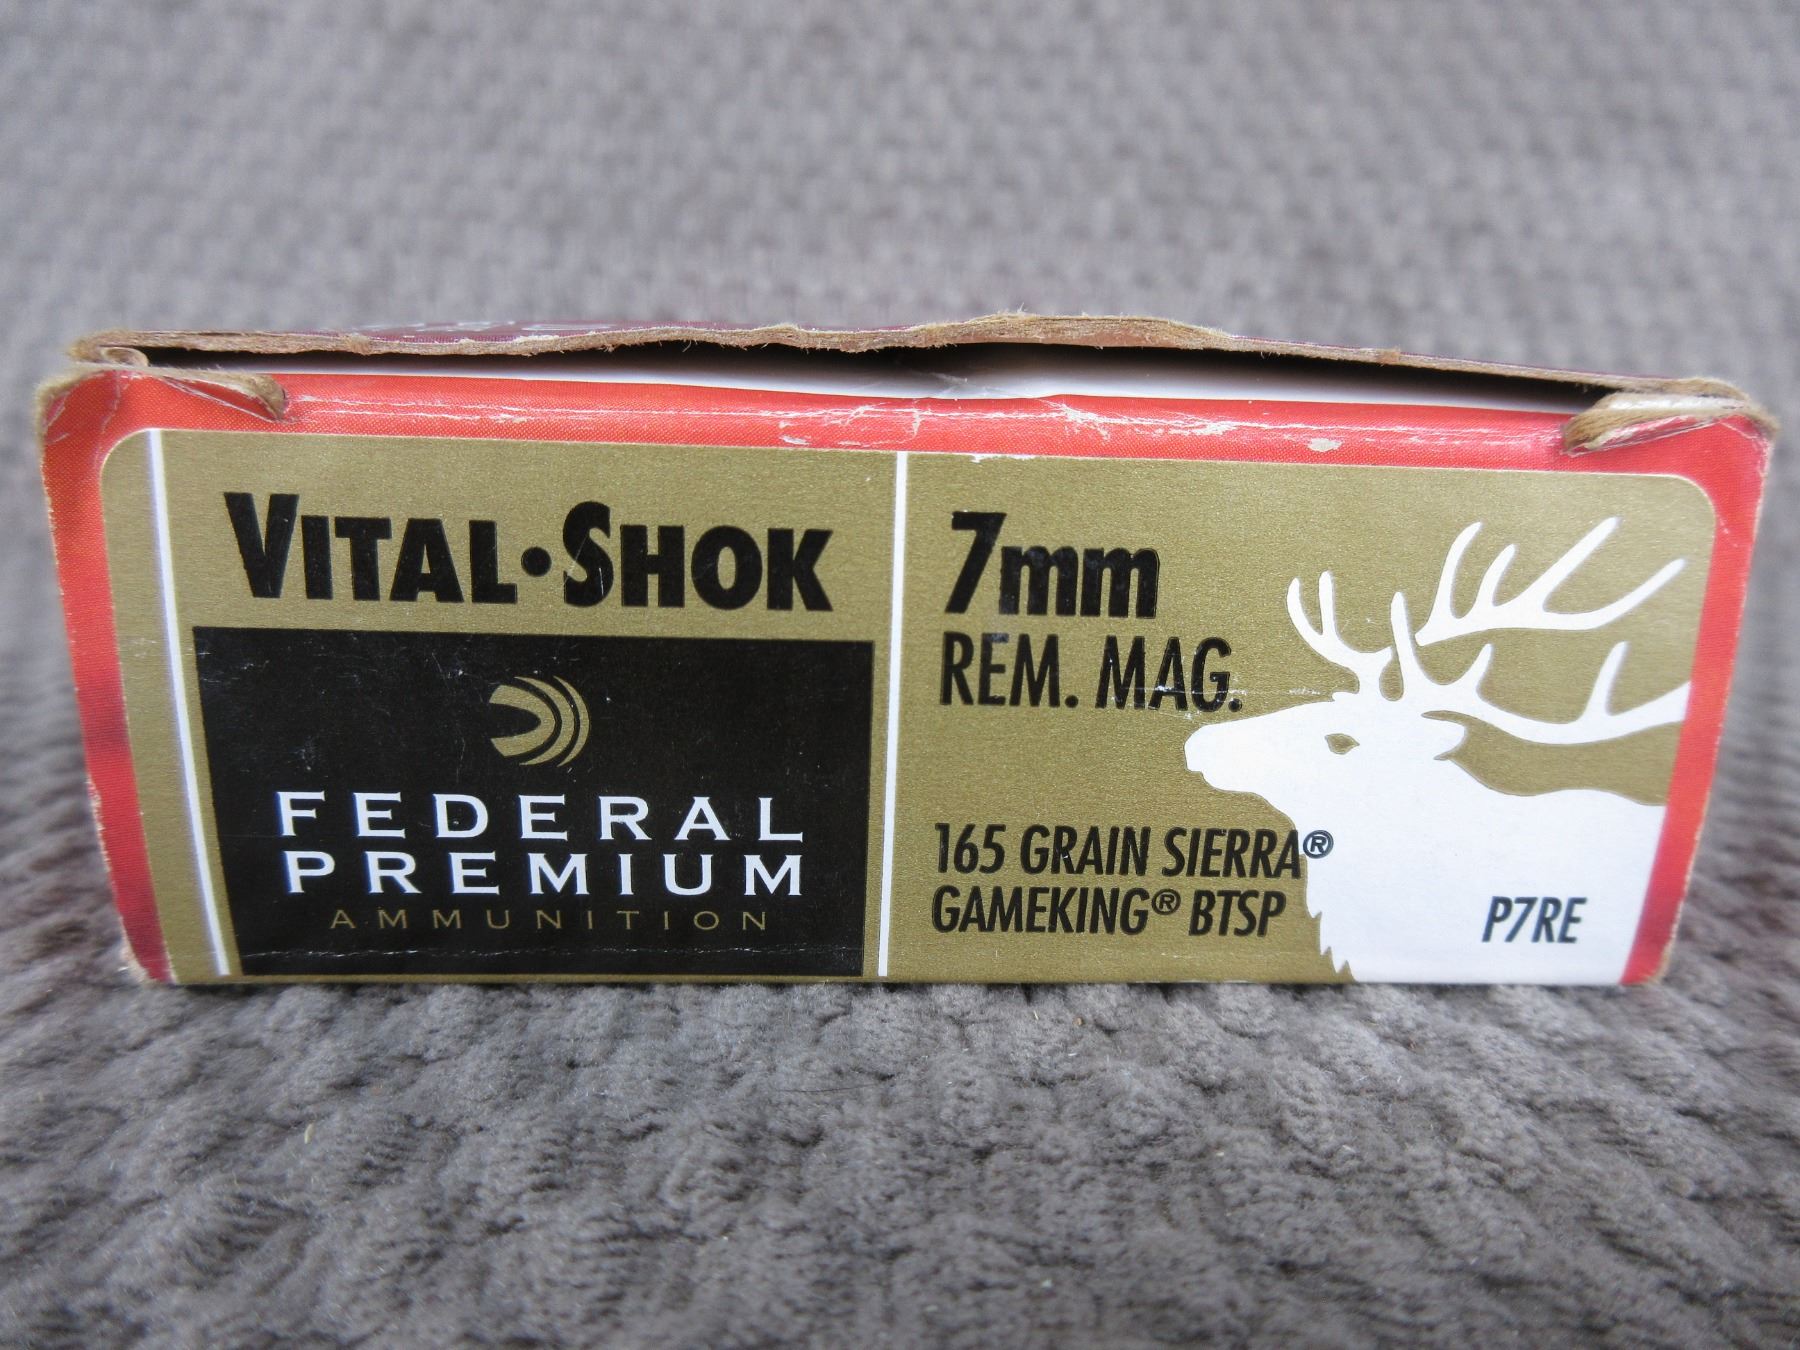 VITAL•SHOK
FEDERAL
PREMIUM
AMMUNITION
7mm
REM. MAG.
165 GRAIN SIERRA®
GAMEKING® BTSP
P7RE